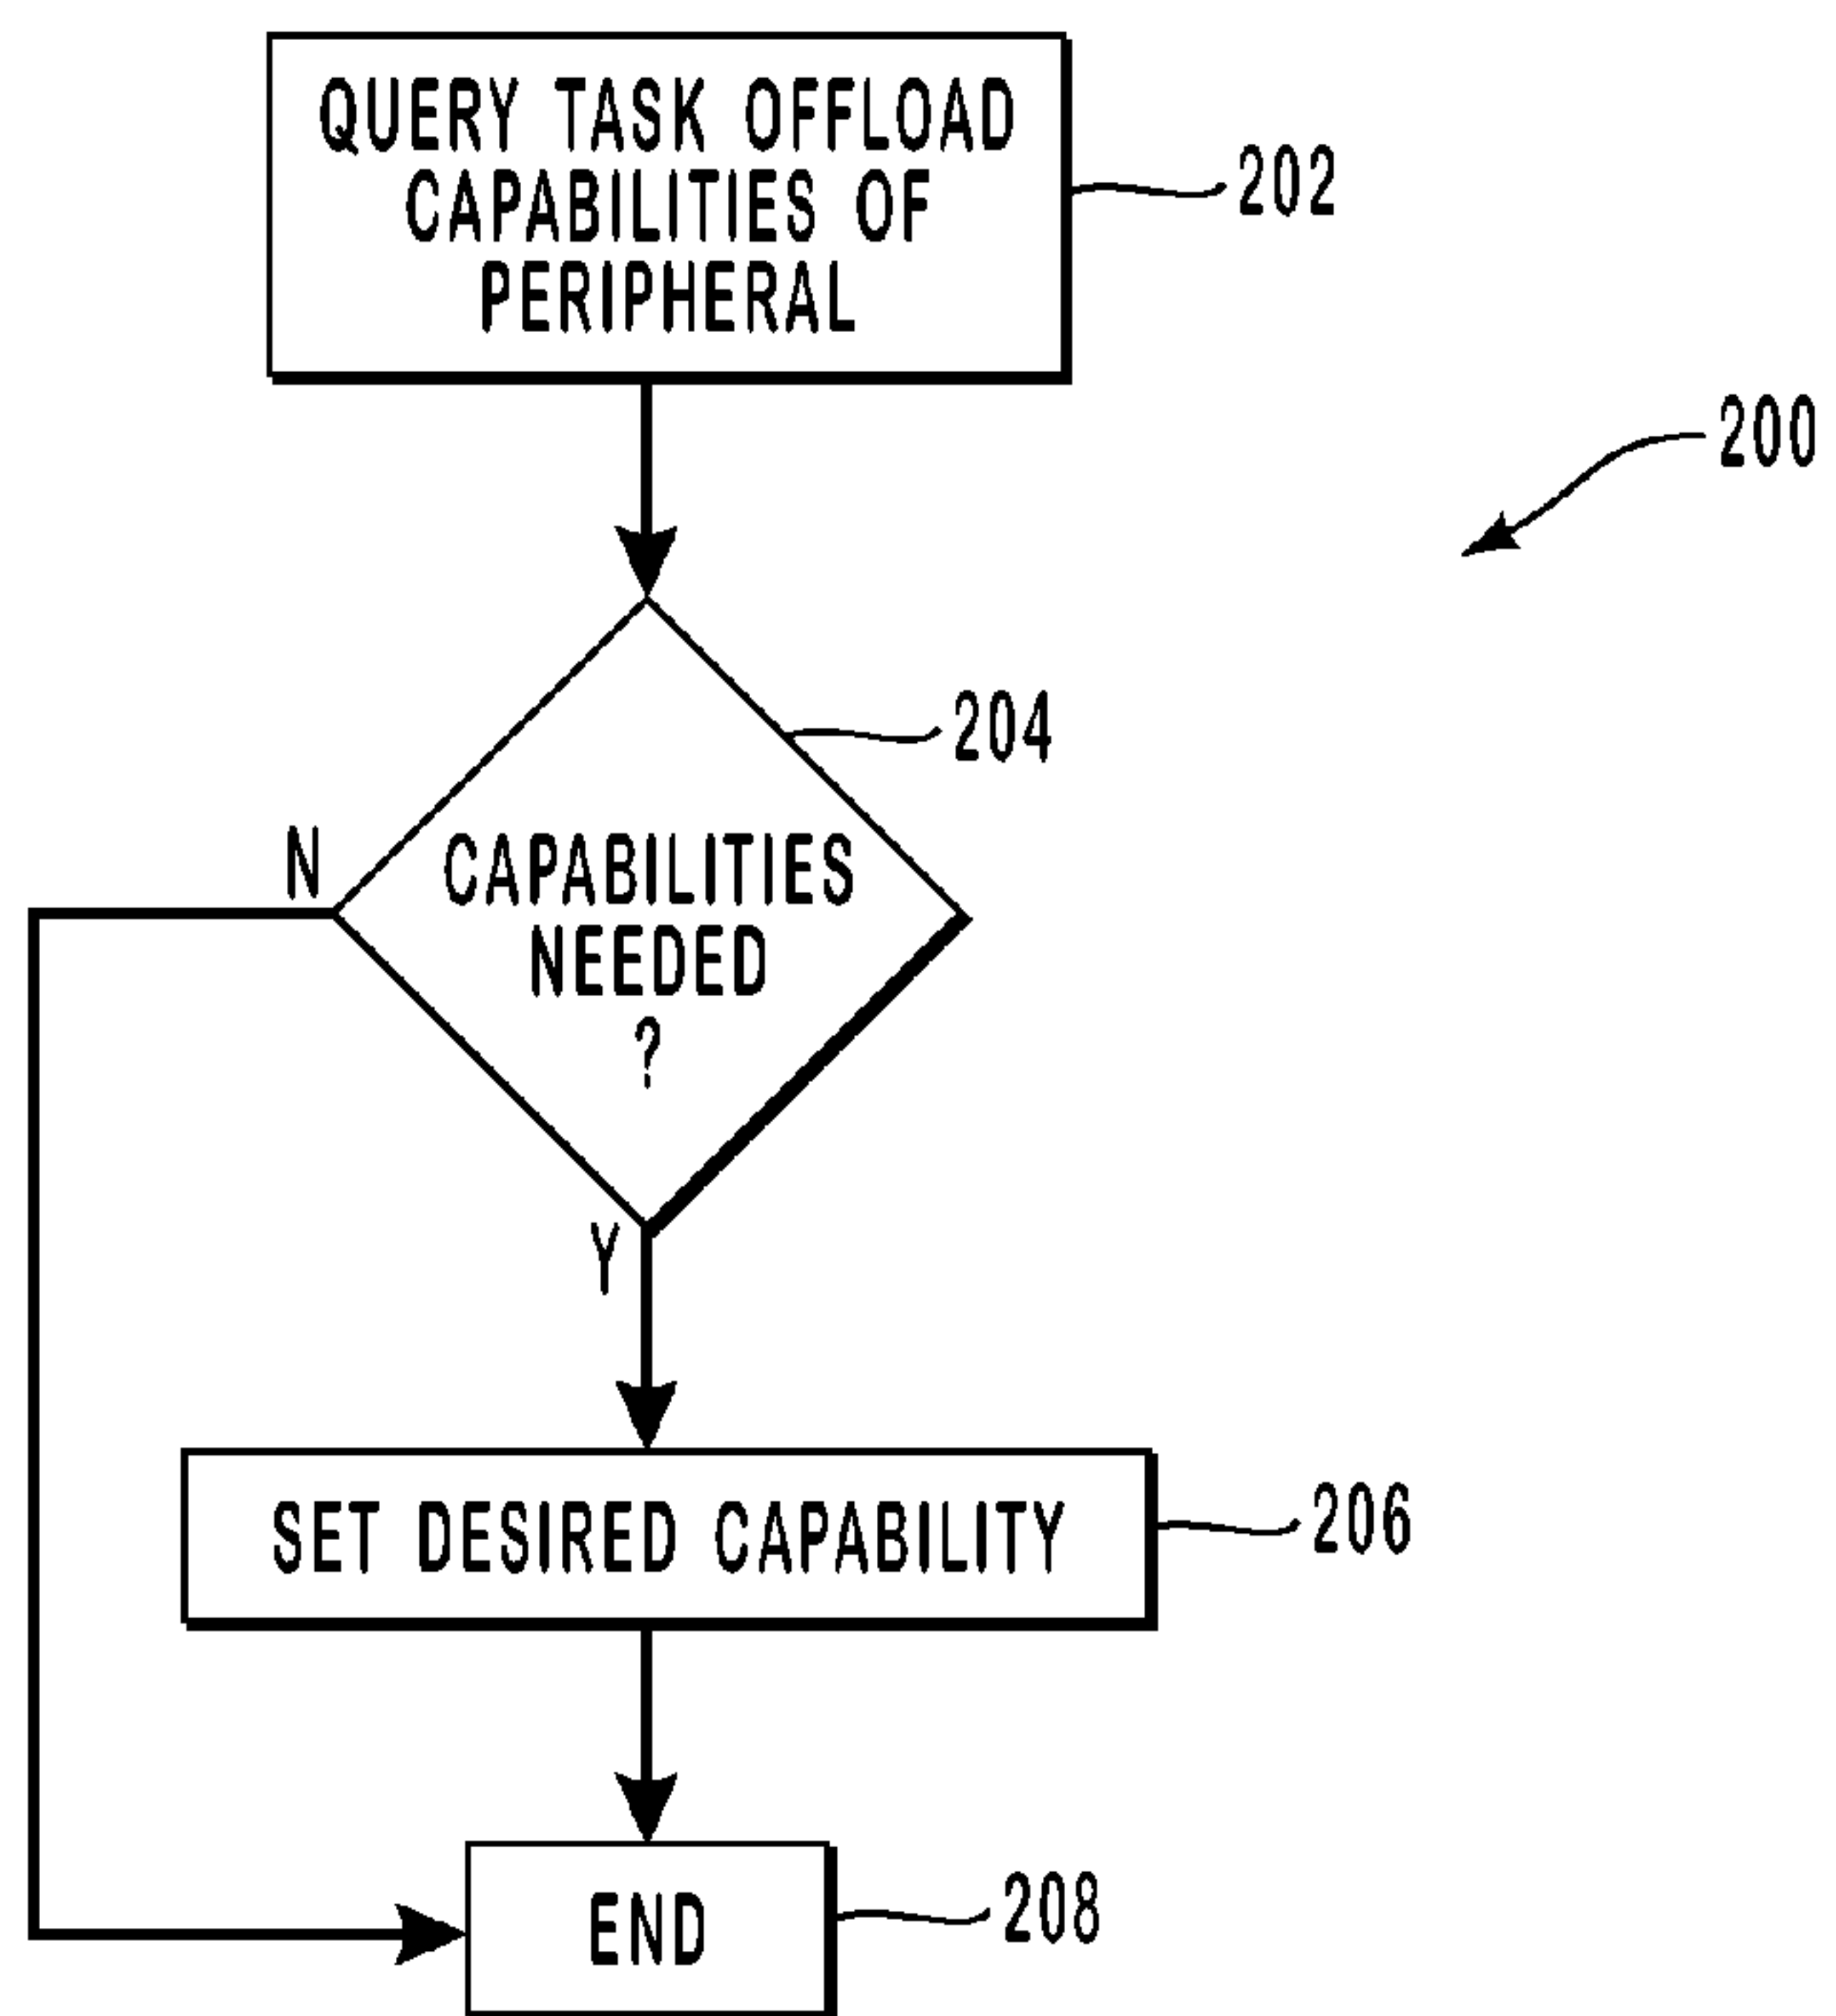 QUERY TASK OFFLOAD
CAPABILITIES OF
PERIPHERAL
202
200
204
N
CAPABILITIES
NEEDED
?
Y
SET DESIRED CAPABILITY
206
END
208